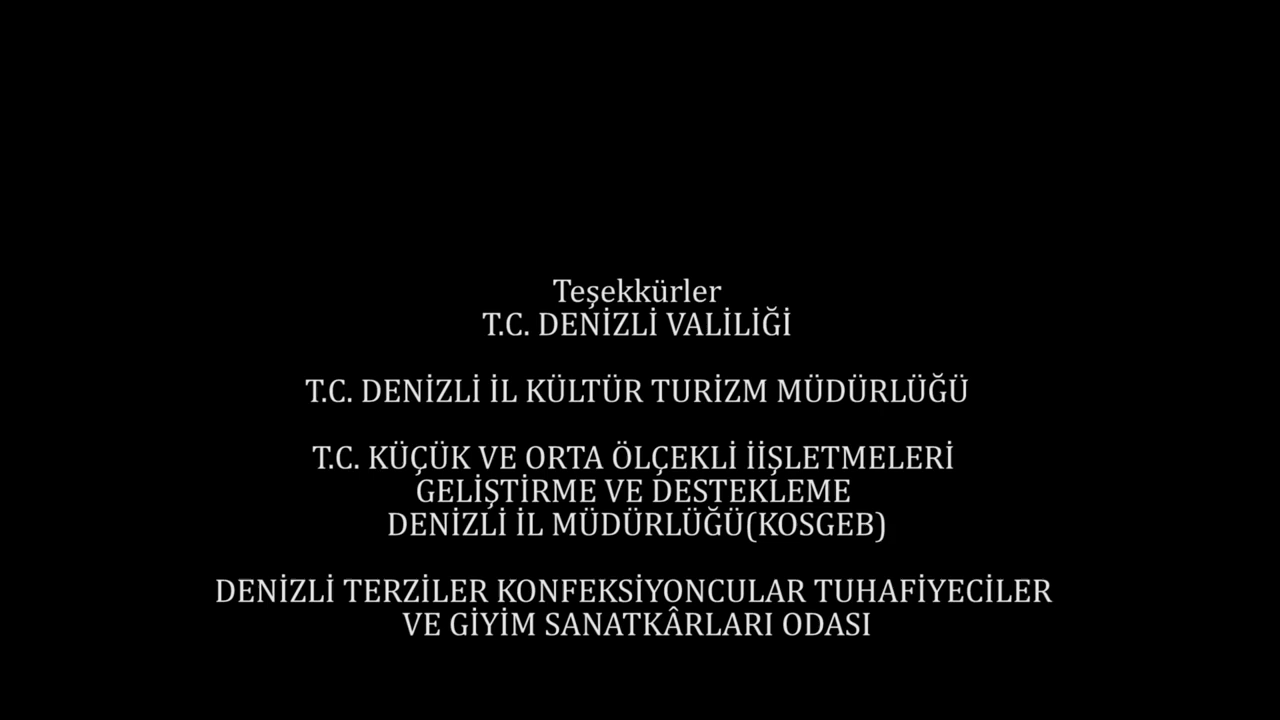 Teşekkürler
T.C. DENİZLİ VALİLİĞİ
T.C. DENİZLİ İL KÜLTÜR TURİZM MÜDÜRLÜĞÜ
T.C. KÜÇÜK VE ORTA ÖLÇEKLİ İİŞLETMELERİ
GELİŞTİRME VE DESTEKLEME
DENİZLİ İL MÜDÜRLÜĞÜ(KOSGEB)
DENİZLİ TERZİLER KONFEKSİYONCULAR TUHAFİYECİLER
VE GİYİM SANATKÂRLARI ODASI